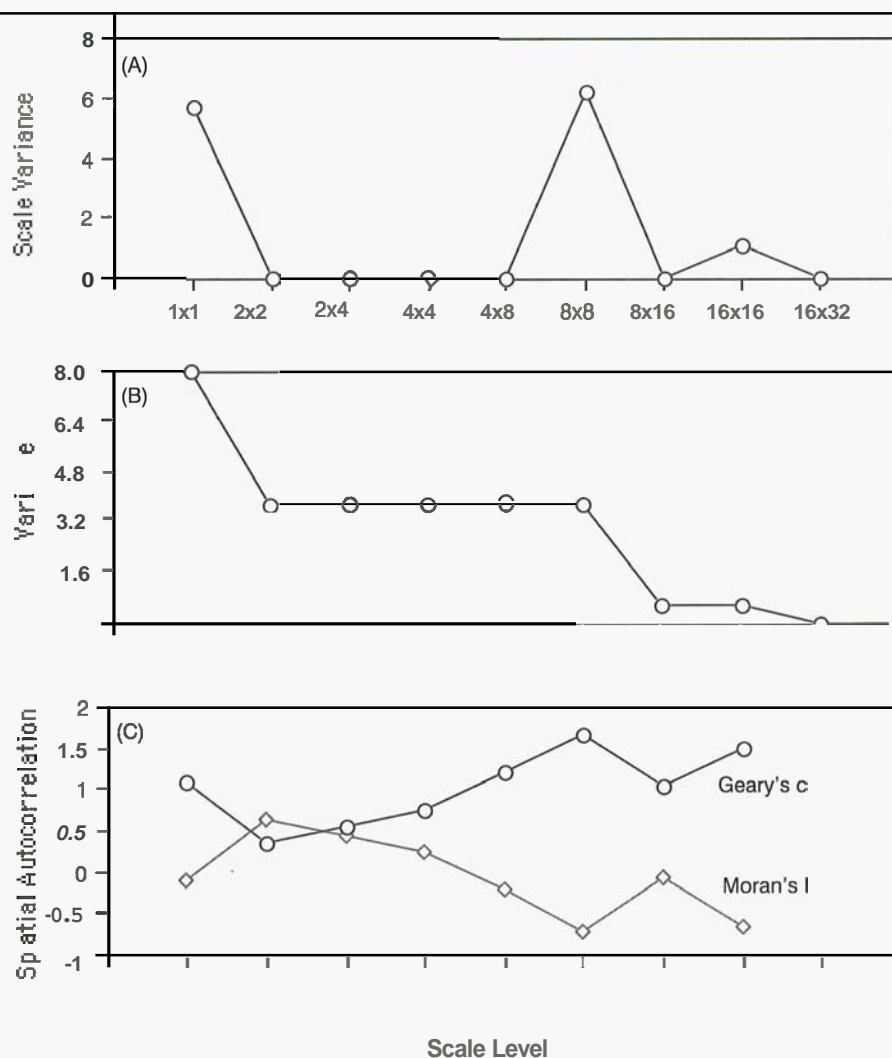 Scale Variance
(A)
8
6
4
2
0
1x1 2x2 2x4 4x4 4x8 8x8 8x16 16x16 16x32
(B)
8.0
6.4
4.8
3.2
1.6
Spatial Autocorrelation
(C)
2
1.5
1
0.5
0
-0.5
-1
Geary's c
Moran's I
Scale Level